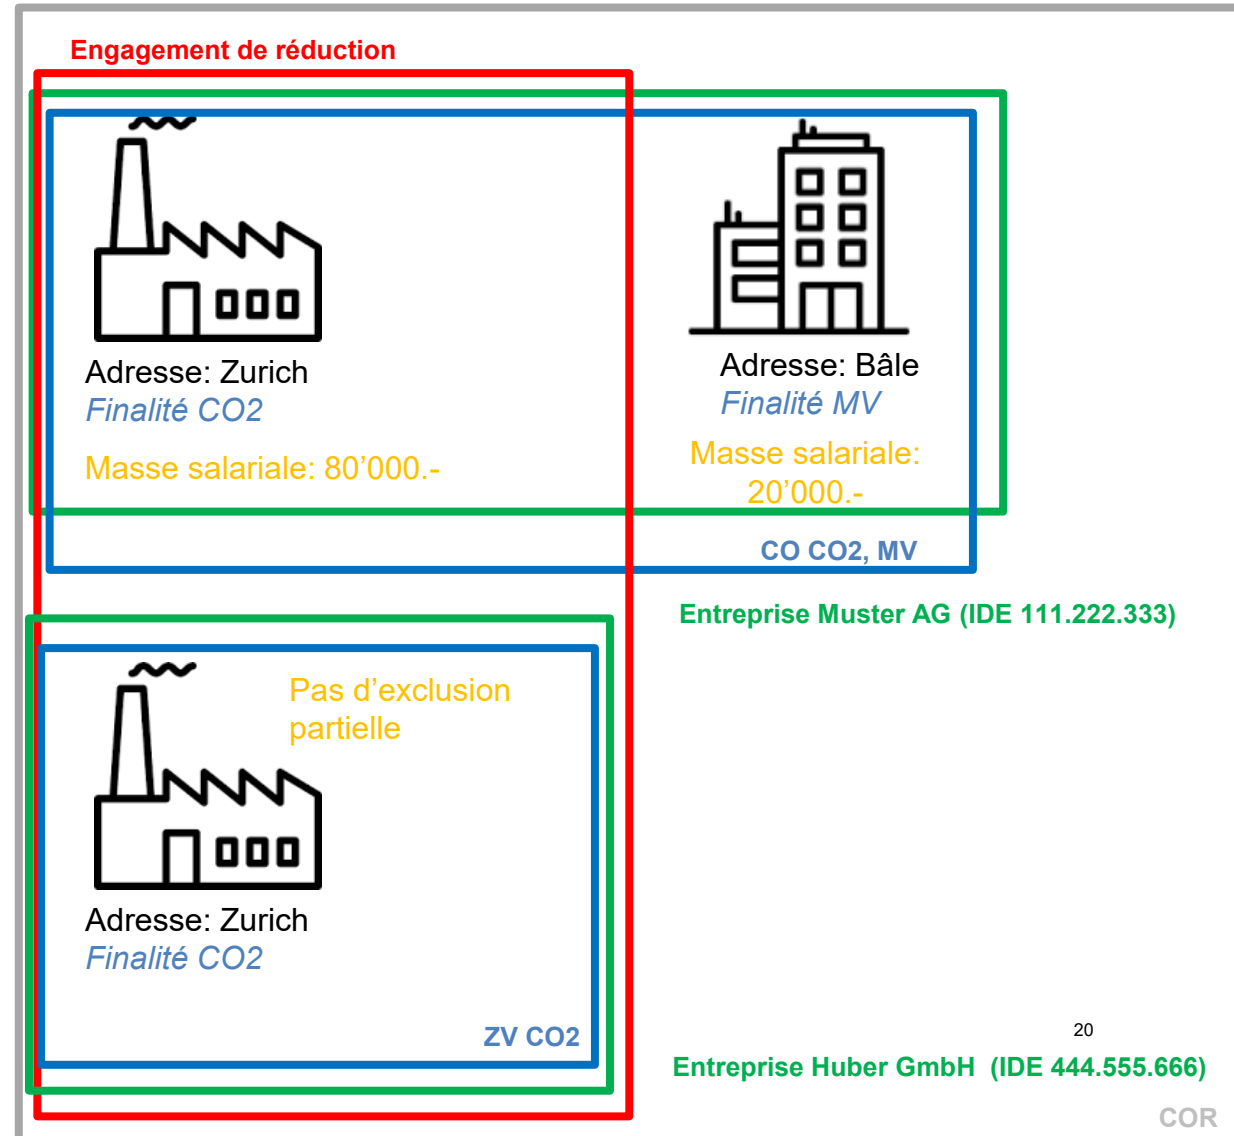 Engagement de réduction
Adresse: Zurich
Finalité CO2
Masse salariale: 80’000.-
Adresse: Bâle
Finalité MV
Masse salariale:
20’000.-
CO CO2, MV
Entreprise Muster AG (IDE 111.222.333)
Pas d’exclusion
partielle
Adresse: Zurich
Finalité CO2
ZV CO2
20
Entreprise Huber GmbH  (IDE 444.555.666)
COR